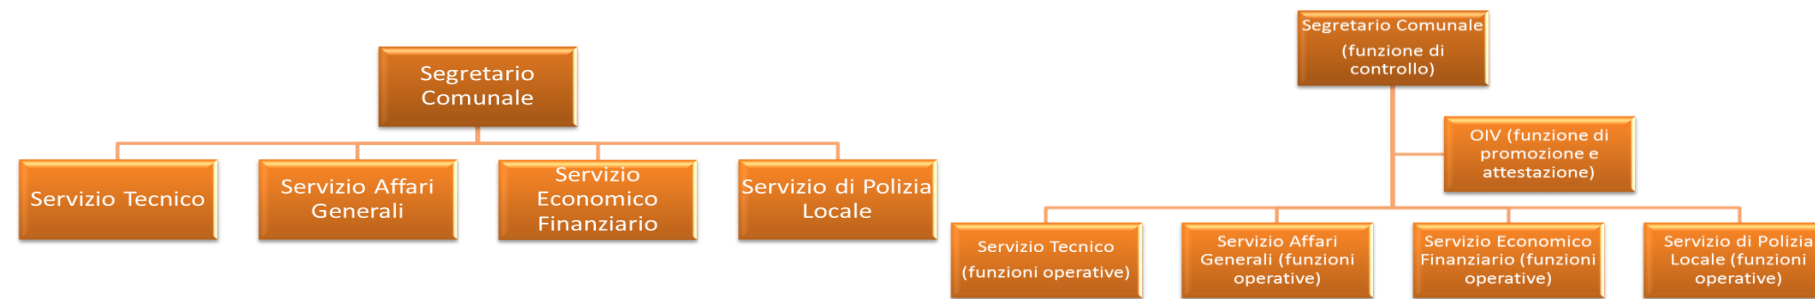 Segretario
Comunale
Servizio Tecnico
Servizio Affari
Generali
Servizio
Economico
Finanziario
Servizio di Polizia
Locale
Segretario Comunale
(funzione di
controllo)
OIV (funzione di
promozione e
attestazione)
Servizio Tecnico
(funzioni operative)
Servizio Affari
Generali (funzioni
operative)
Servizio Economico
Finanziario (funzioni
operative)
Servizio di Polizia
Locale (funzioni
operative)